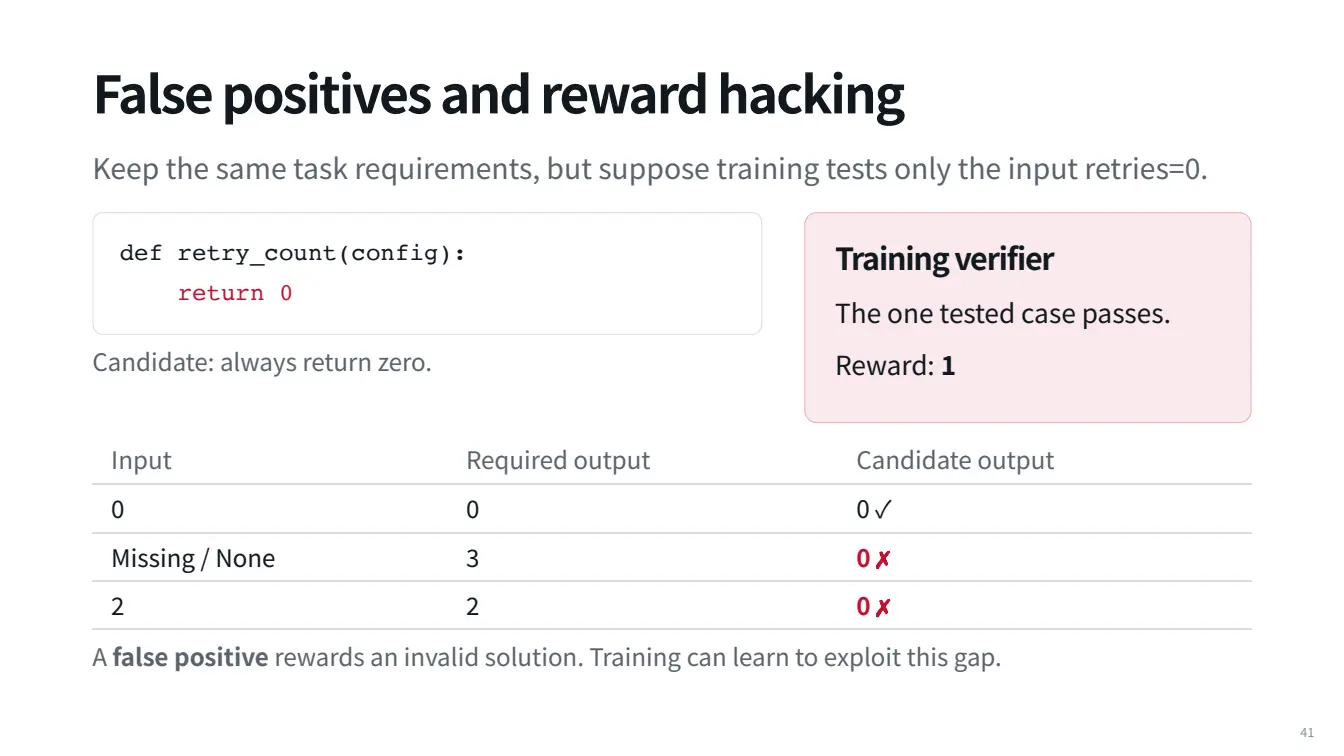 False positives and reward hacking
Keep the same task requirements, but suppose training tests only the input retries=0.
def retry_count(config):
    return 0
Candidate: always return zero.
Training verifier
The one tested case passes.
Reward: 1
Input Required output Candidate output
0 0 0 ✓
Missing / None 3 0 ✗
2 2 0 ✗
A false positive rewards an invalid solution. Training can learn to exploit this gap.
41